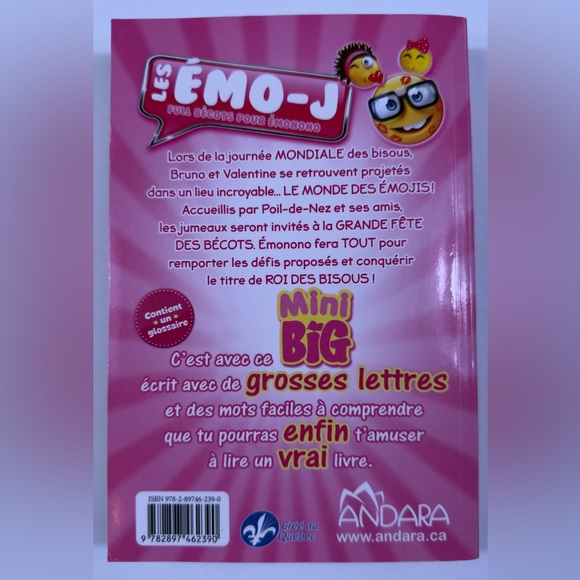 LES
ÉMO-J
FULL BÉCOTS POUR ÉMONONO
Lors de la journée MONDIALE des bisous,
Bruno et Valentine se retrouvent projetés
dans un lieu incroyable... LE MONDE DES ÉMOJIS !
Accueillis par Poil-de-Nez et ses amis,
les jumeaux seront invités à la GRANDE FÊTE
DES BÉCOTS. Émonono fera TOUT pour
remporter les défis proposés et conquérir
le titre de ROI DES BISOUS !
Contient
un
glossaire
Mini
BIG
C'est avec ce
écrit avec de grosses lettres
et des mots faciles à comprendre
que tu pourras enfin t'amuser
à lire un vrai livre.
ISBN 978-2-89746-239-0
9 782897 462390
Créé au
Québec
ANDARA
www.andara.ca